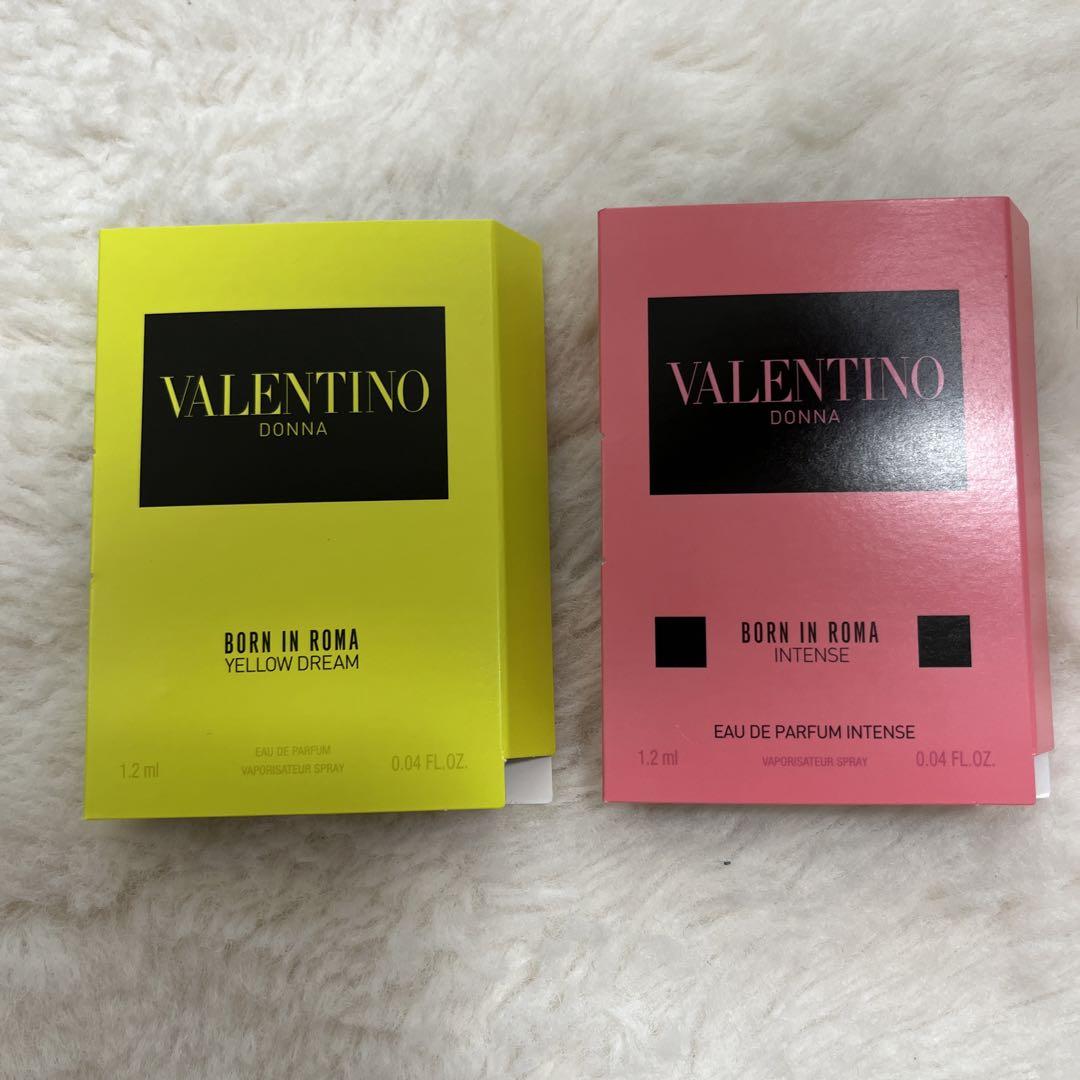 VALENTINO
DONNA
BORN IN ROMA
YELLOW DREAM
EAU DE PARFUM
1.2 ml VAPORISATEUR SPRAY 0.04 FL.OZ.
VALENTINO
DONNA
BORN IN ROMA
INTENSE
EAU DE PARFUM INTENSE
1.2 ml VAPORISATEUR SPRAY 0.04 FL.OZ.